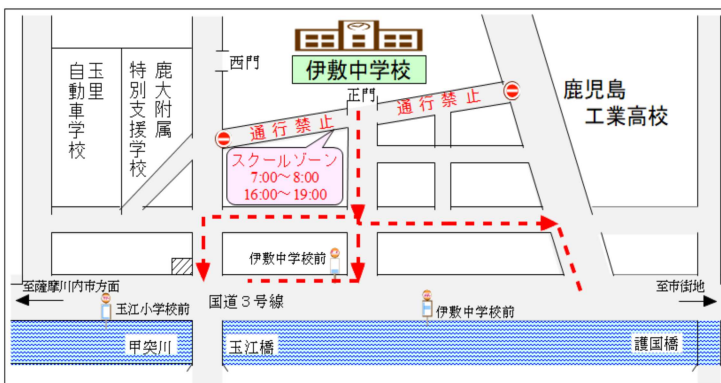 伊敷中学校
西門
正門
玉里
自動車学校
鹿大附属
特別支援学校
通行禁止
通行禁止
鹿児島
工業高校
スクールゾーン
7:00～8:00
16:00～19:00
伊敷中学校前
至薩摩川内市方面
至市街地
国道３号線
玉江小学校前
伊敷中学校前
甲突川
玉江橋
護国橋